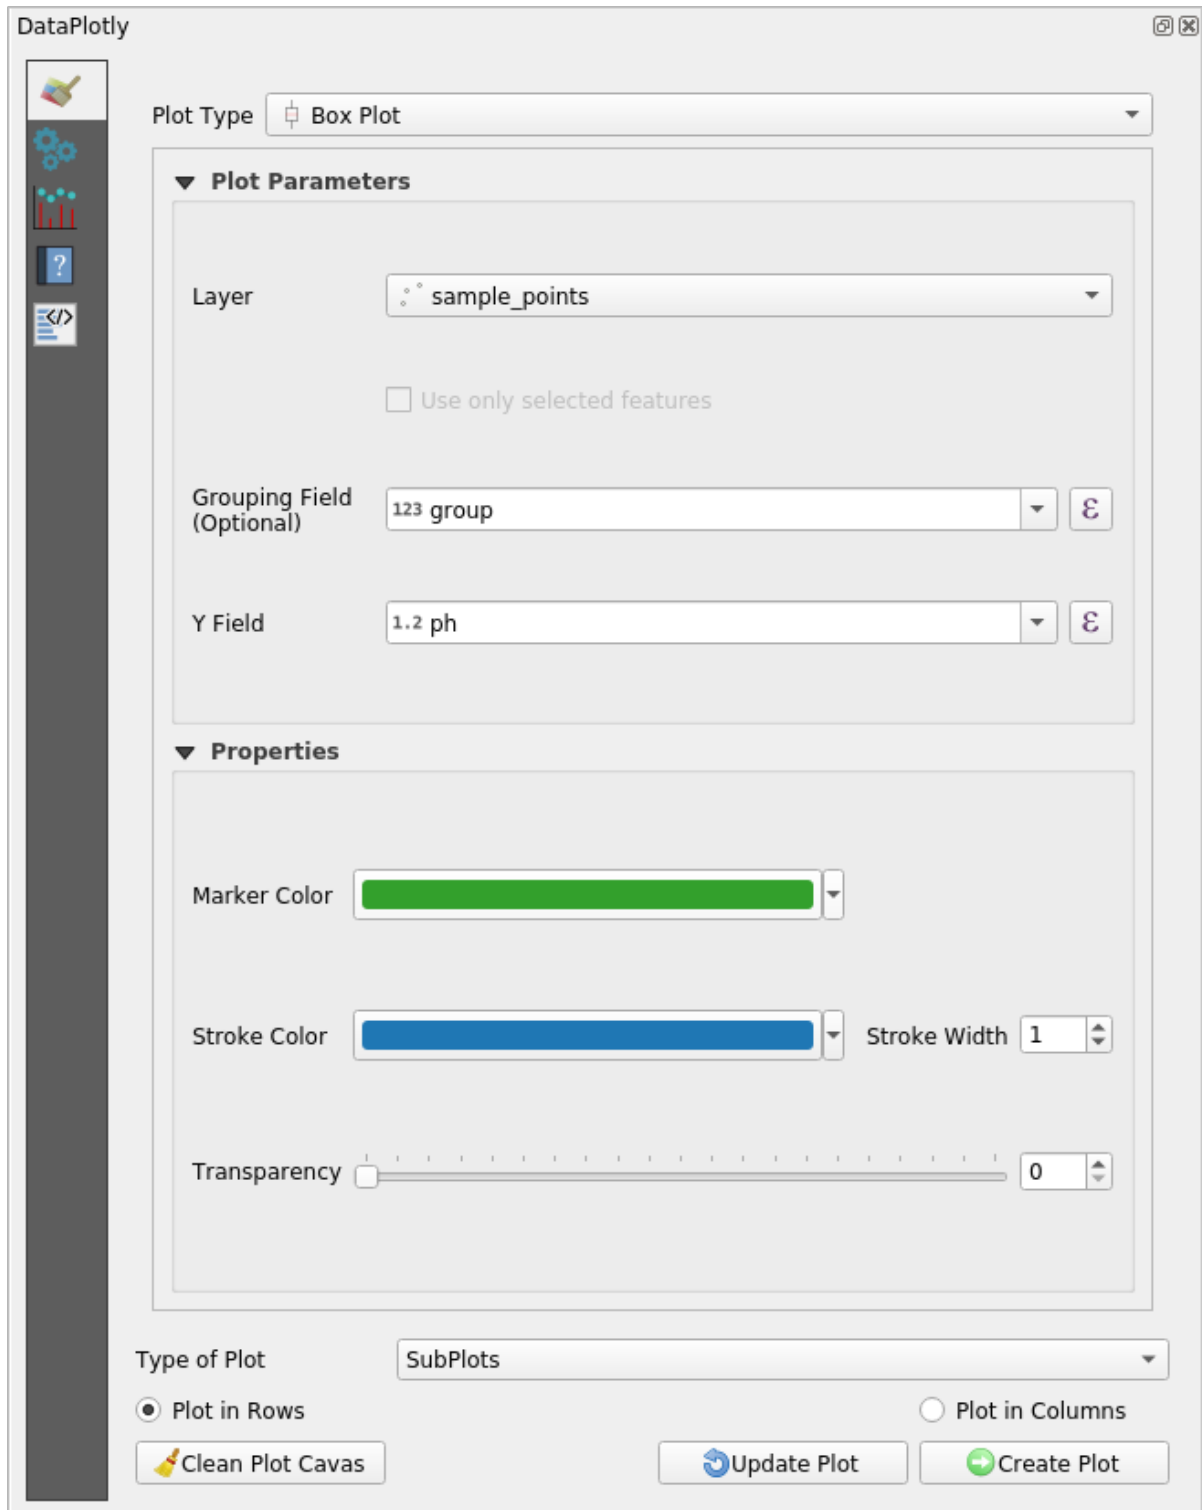 DataPlotly
Plot Type Box Plot
Plot Parameters
Layer sample_points
Use only selected features
Grouping Field
(Optional)
123 group ε
Y Field 1.2 ph ε
Properties
Marker Color
Stroke Color Stroke Width 1
Transparency 0
Type of Plot SubPlots
Plot in Rows Plot in Columns
Clean Plot Cavas Update Plot Create Plot